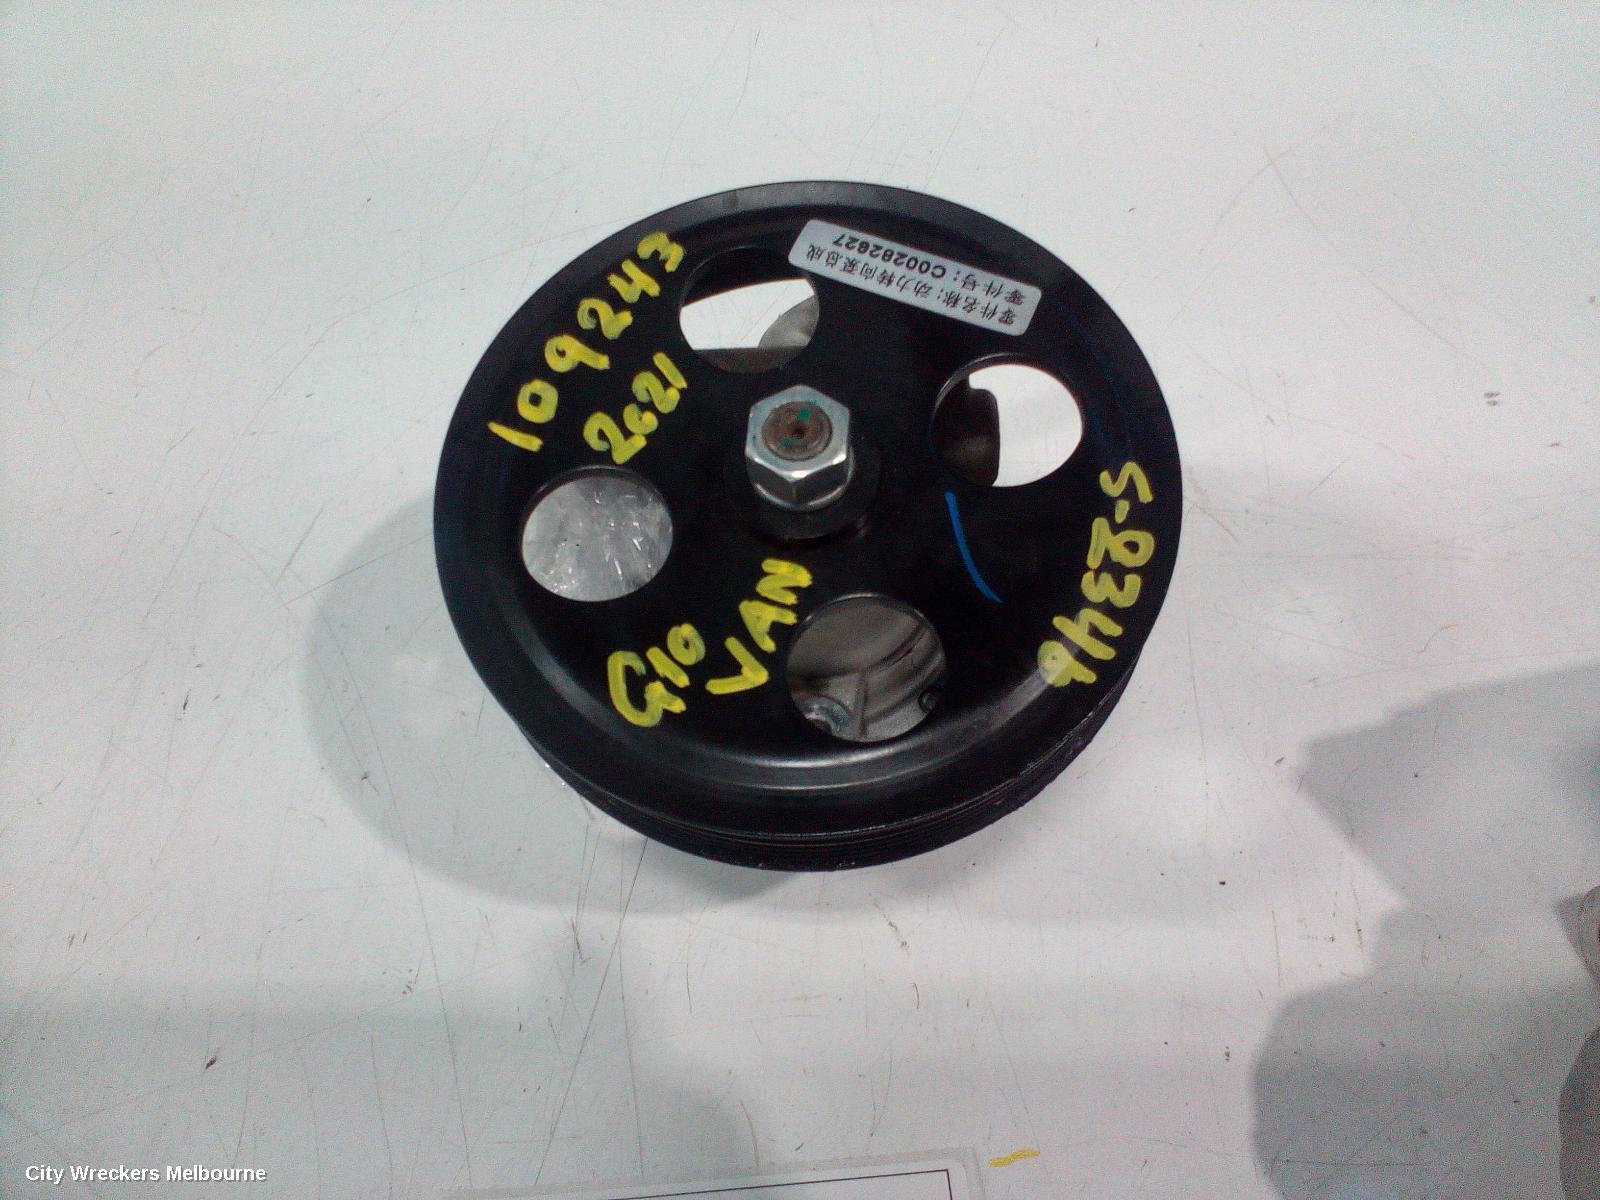 109243
2021
零件名称: 动力转向泵总成
零件号: C00282627
S-2346
G10
VAN
City Wreckers Melbourne